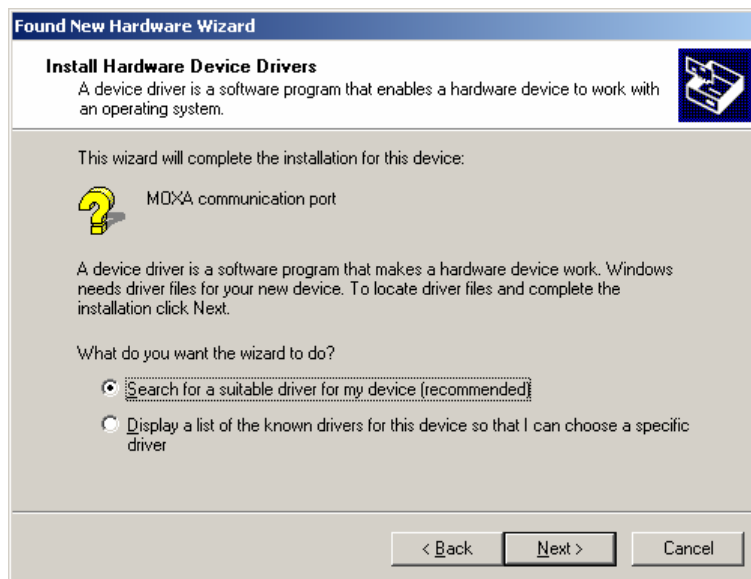 Found New Hardware Wizard
Install Hardware Device Drivers
A device driver is a software program that enables a hardware device to work with
an operating system.
This wizard will complete the installation for this device:
MOXA communication port
A device driver is a software program that makes a hardware device work. Windows
needs driver files for your new device. To locate driver files and complete the
installation click Next.
What do you want the wizard to do?
Search for a suitable driver for my device (recommended)
Display a list of the known drivers for this device so that I can choose a specific
driver
< Back
Next >
Cancel